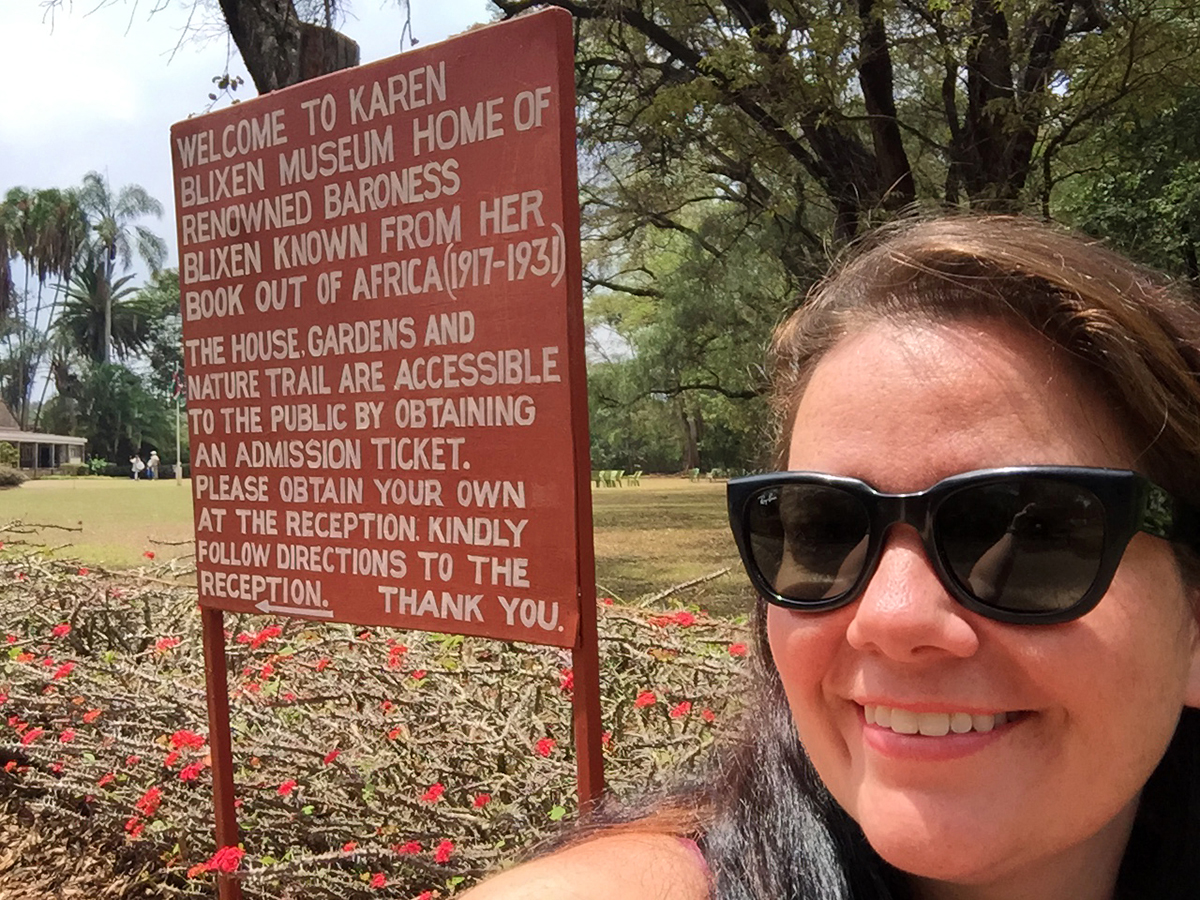 WELCOME TO KAREN
BLIXEN MUSEUM HOME OF
RENOWNED BARONESS
BLIXEN KNOWN FROM HER
BOOK OUT OF AFRICA (1917-1931)
THE HOUSE, GARDENS AND
NATURE TRAIL ARE ACCESSIBLE
TO THE PUBLIC BY OBTAINING
AN ADMISSION TICKET.
PLEASE OBTAIN YOUR OWN
AT THE RECEPTION. KINDLY
FOLLOW DIRECTIONS TO THE
RECEPTION. THANK YOU.
Ray-Ban